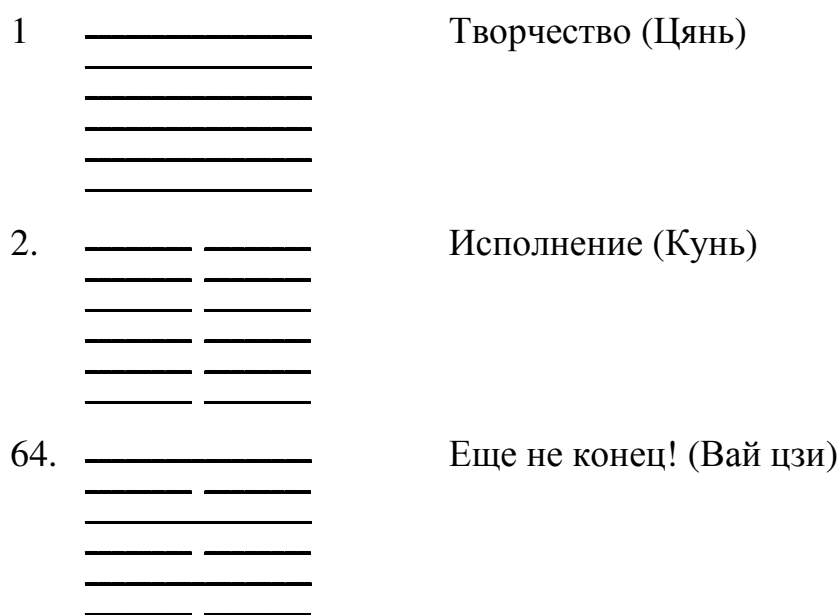 1 Творчество (Цянь)
2. Исполнение (Кунь)
64. Еще не конец! (Вай цзи)